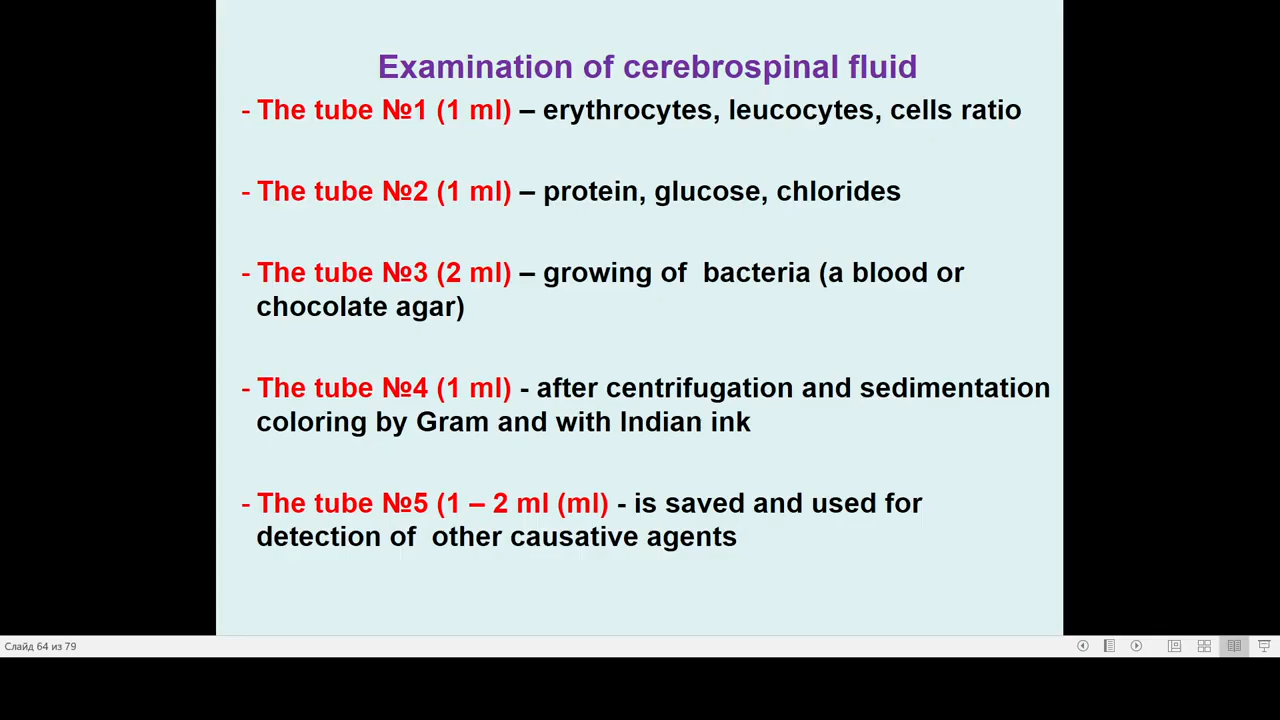 Examination of cerebrospinal fluid
- The tube №1 (1 ml) – erythrocytes, leucocytes, cells ratio
- The tube №2 (1 ml) – protein, glucose, chlorides
- The tube №3 (2 ml) – growing of  bacteria (a blood or
chocolate agar)
- The tube №4 (1 ml) - after centrifugation and sedimentation
coloring by Gram and with Indian ink
- The tube №5 (1 – 2 ml (ml) - is saved and used for
detection of  other causative agents
Слайд 64 из 79